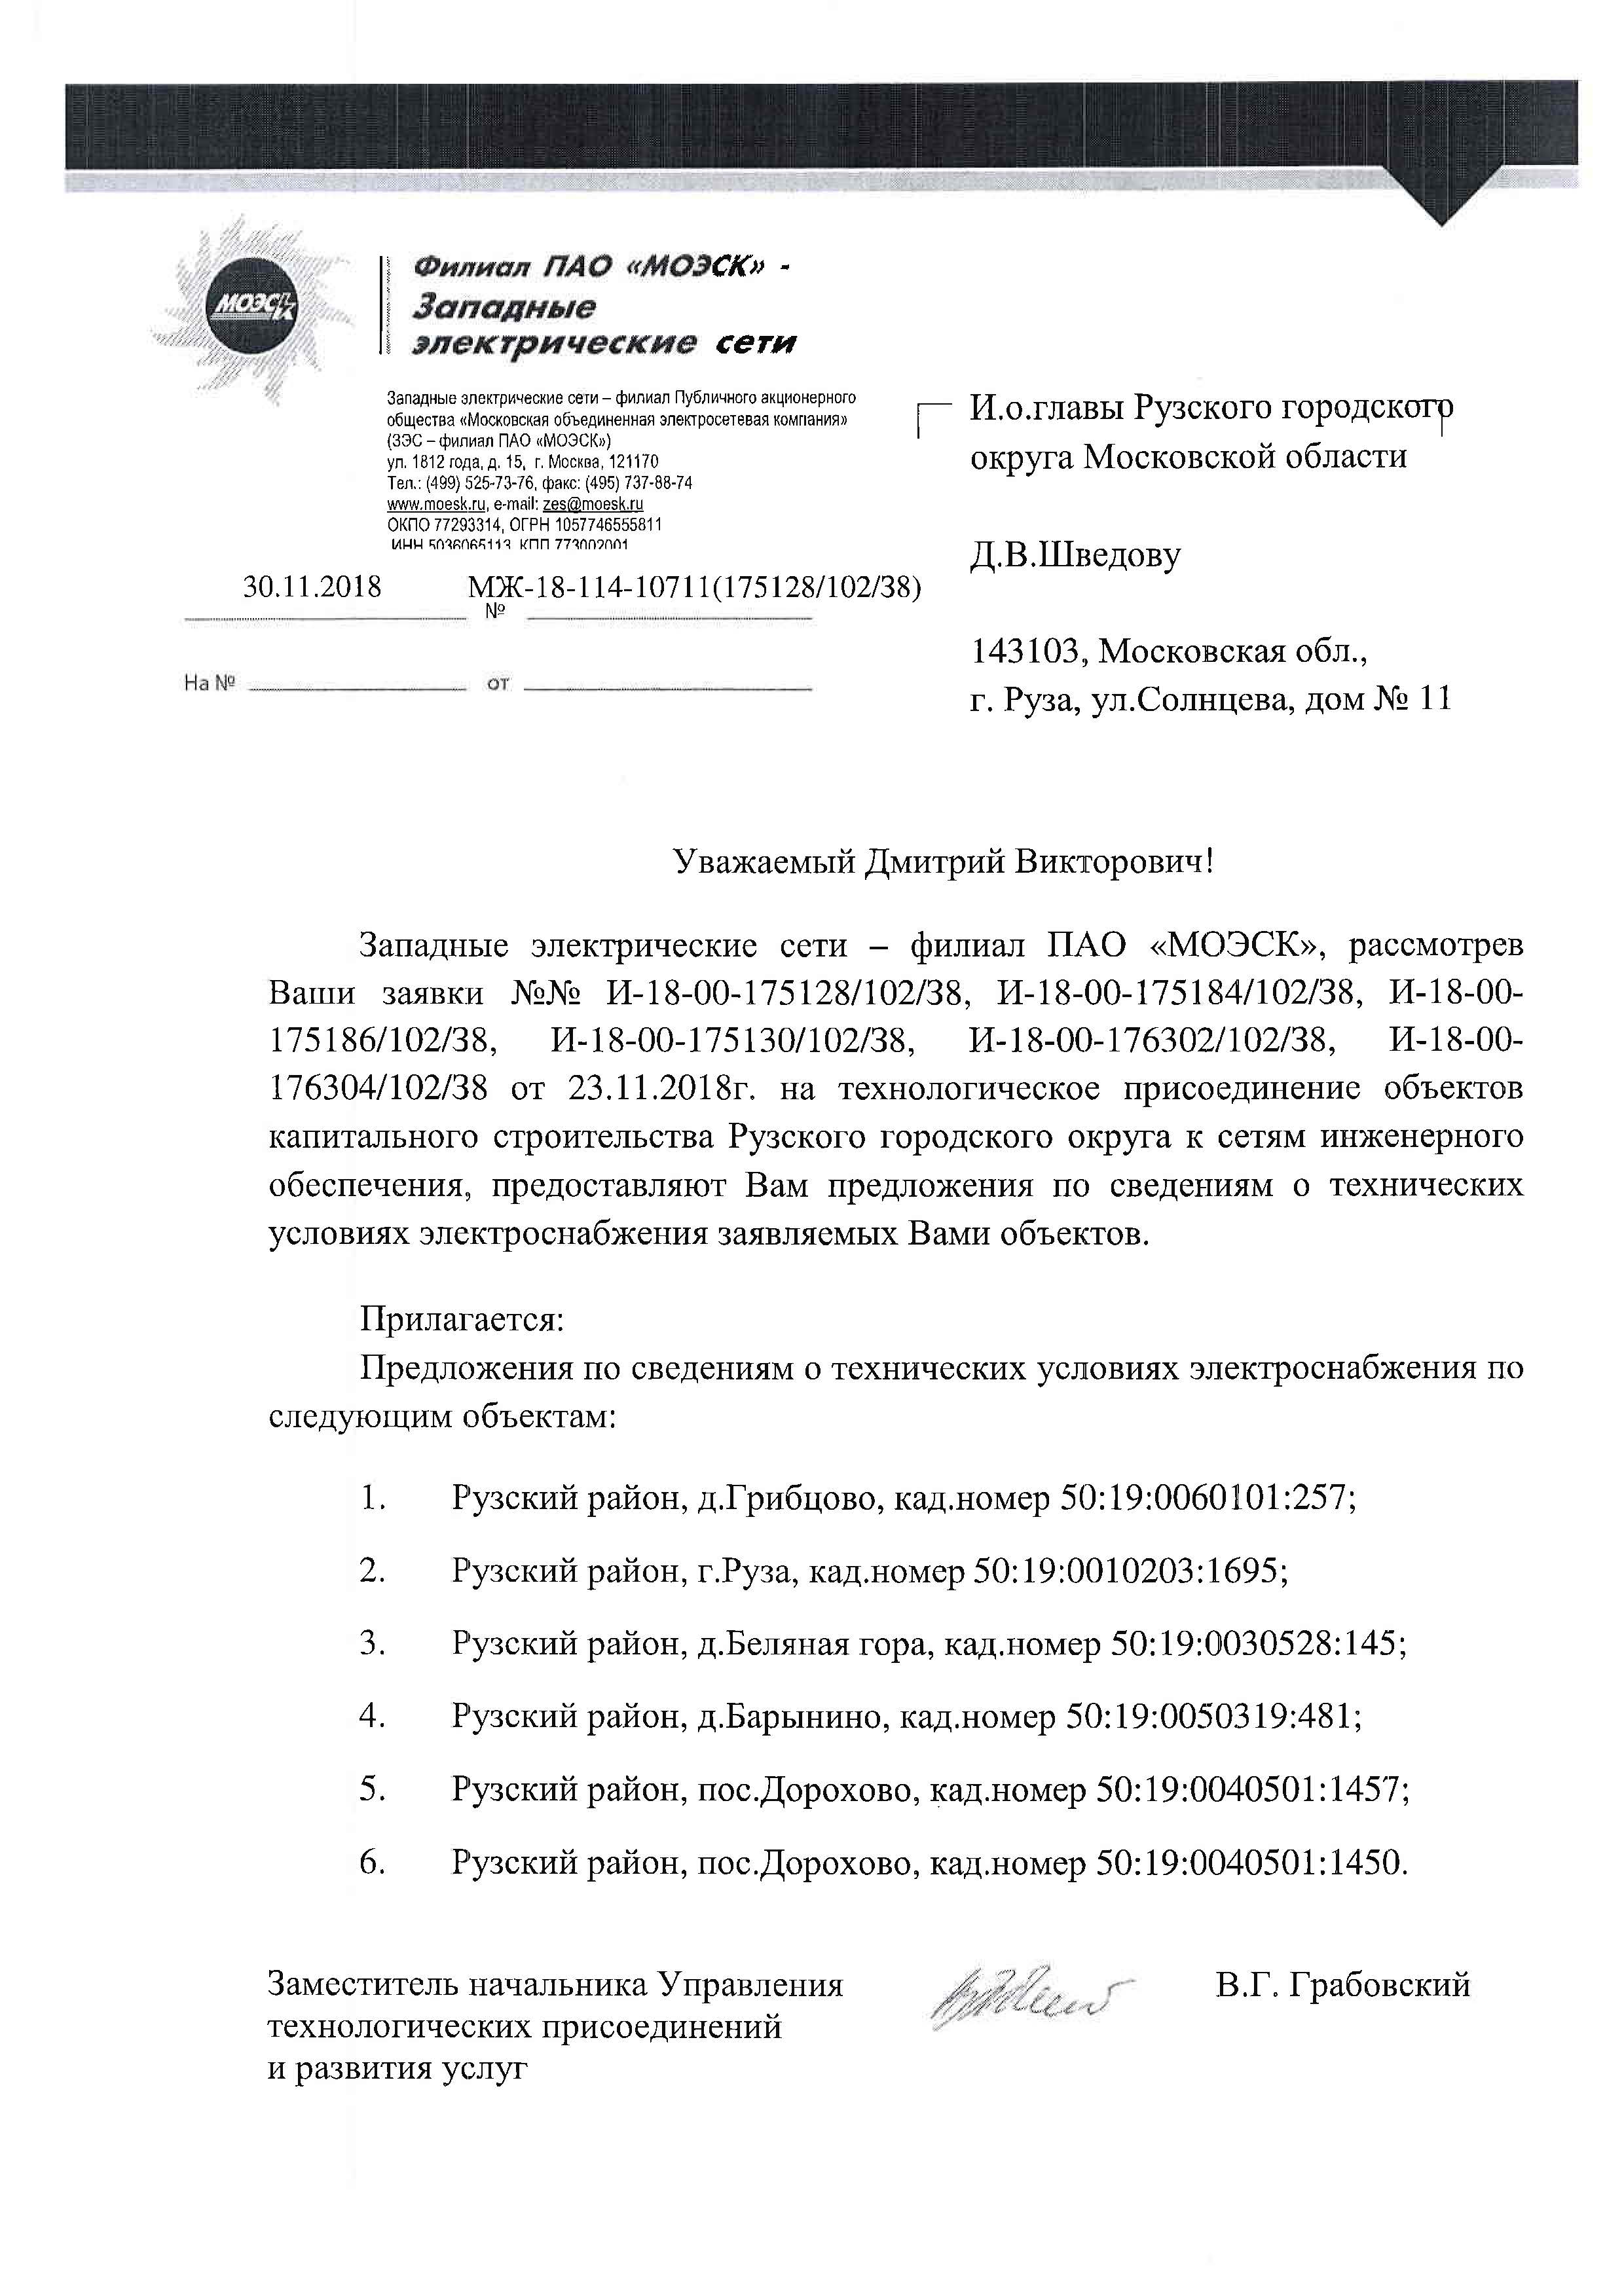 МОЭСК
Филиал ПАО «МОЭСК» -
Западные
электрические сети
Западные электрические сети – филиал Публичного акционерного
общества «Московская объединенная электросетевая компания»
(ЗЭС – филиал ПАО «МОЭСК»)
ул. 1812 года, д. 15, г. Москва, 121170
Тел.: (499) 525-73-76, факс: (495) 737-88-74
www.moesk.ru, e-mail: zes@moesk.ru
ОКПО 77293314, ОГРН 1057746555811
ИНН 5036065113 КПП 773002001
30.11.2018 МЖ-18-114-10711(175128/102/38)
№
На № от
И.о.главы Рузского городского
округа Московской области
Д.В.Шведову
143103, Московская обл.,
г. Руза, ул.Солнцева, дом № 11
Уважаемый Дмитрий Викторович!
Западные электрические сети – филиал ПАО «МОЭСК», рассмотрев
Ваши заявки №№ И-18-00-175128/102/38, И-18-00-175184/102/38, И-18-00-
175186/102/38, И-18-00-175130/102/38, И-18-00-176302/102/38, И-18-00-
176304/102/38 от 23.11.2018г. на технологическое присоединение объектов
капитального строительства Рузского городского округа к сетям инженерного
обеспечения, предоставляют Вам предложения по сведениям о технических
условиях электроснабжения заявляемых Вами объектов.
Прилагается:
Предложения по сведениям о технических условиях электроснабжения по
следующим объектам:
1. Рузский район, д.Грибцово, кад.номер 50:19:0060101:257;
2. Рузский район, г.Руза, кад.номер 50:19:0010203:1695;
3. Рузский район, д.Беляная гора, кад.номер 50:19:0030528:145;
4. Рузский район, д.Барынино, кад.номер 50:19:0050319:481;
5. Рузский район, пос.Дорохово, кад.номер 50:19:0040501:1457;
6. Рузский район, пос.Дорохово, кад.номер 50:19:0040501:1450.
Заместитель начальника Управления В.Г. Грабовский
технологических присоединений
и развития услуг